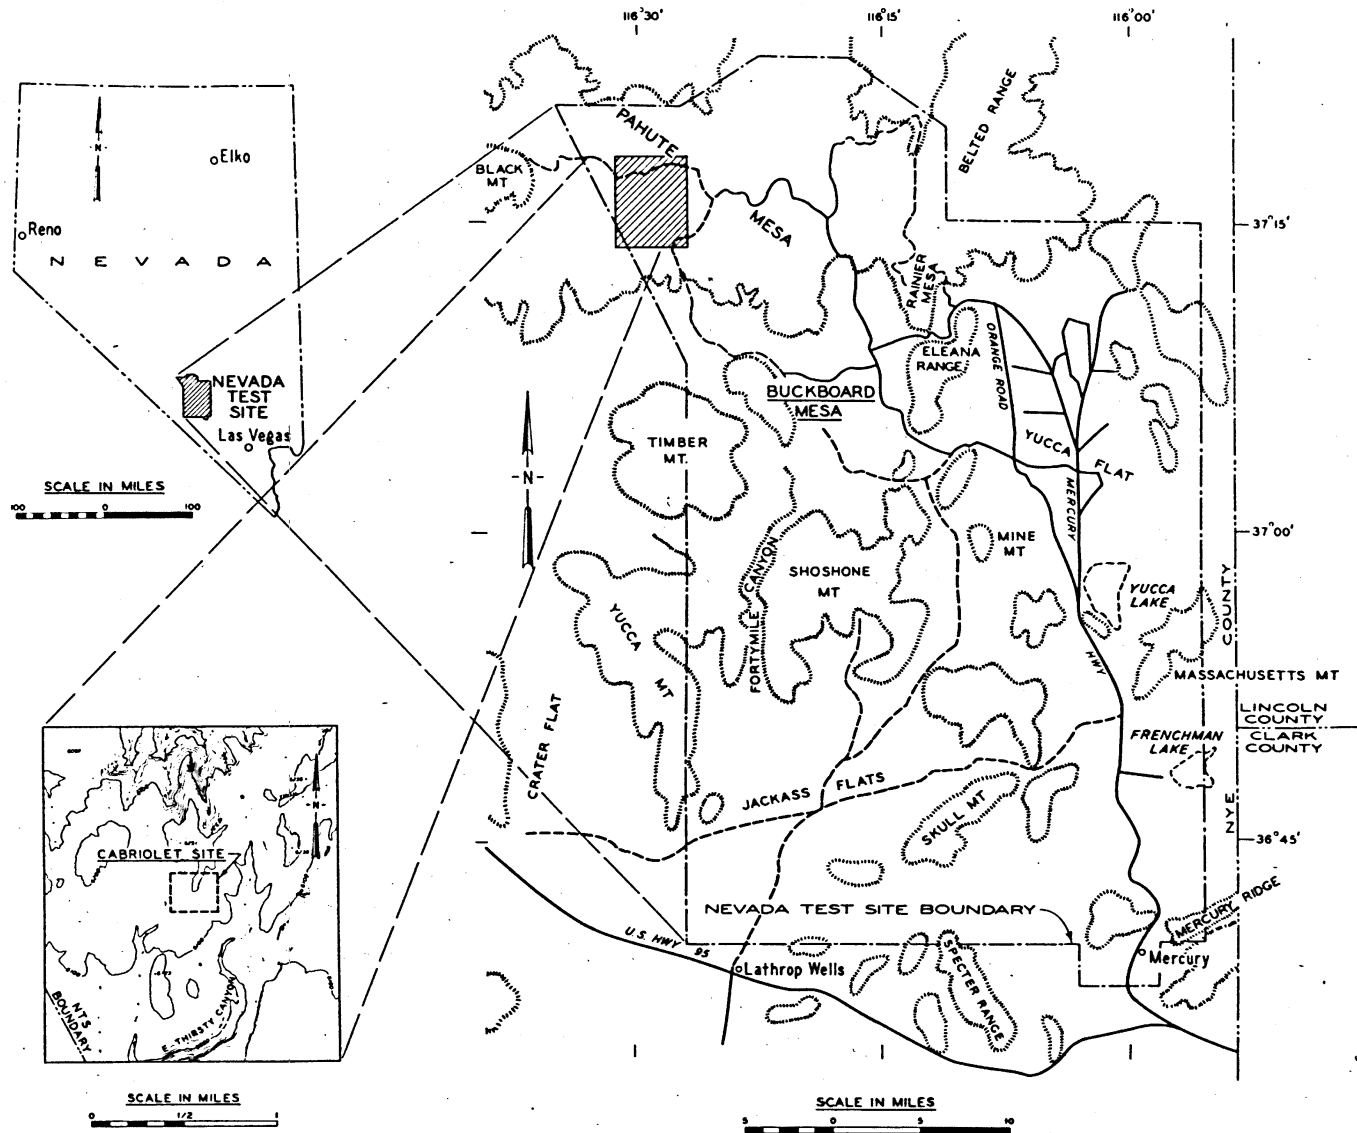 116°30'
116°15'
116°00'
N
Elko
Reno
NEVADA
NEVADA
TEST
SITE
Las Vegas
SCALE IN MILES
100 0 100
PAHUTE
MESA
BLACK
MT
BELTED RANGE
37°15'
RAINIER
MESA
ELEANA
RANGE
ORANGE ROAD
BUCKBOARD
MESA
TIMBER
MT.
YUCCA
FLAT
MERCURY
HWY
N
37°00'
MINE
MT
SHOSHONE
MT
FORTYMILE CANYON
YUCCA
MT
YUCCA
LAKE
NYE COUNTY
MASSACHUSETTS MT
LINCOLN
COUNTY
CLARK
COUNTY
FRENCHMAN
LAKE
CRATER FLAT
JACKASS FLATS
SKULL MT
36°45'
NEVADA TEST SITE BOUNDARY
MERCURY RIDGE
Mercury
U.S. HWY 95
Lathrop Wells
SPECTER RANGE
N
CABRIOLET SITE
NTS
BOUNDARY
E. THIRSTY CANYON
SCALE IN MILES
0 1/2 1
SCALE IN MILES
5 0 5 10